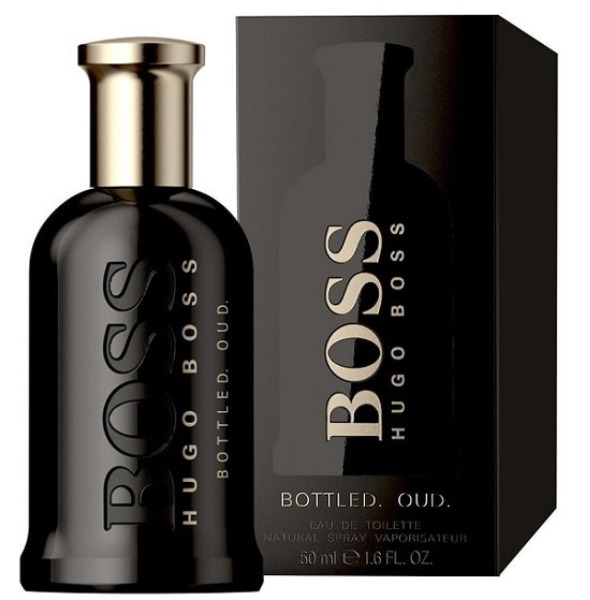 BOSS
HUGO BOSS
BOTTLED. OUD.
BOSS
HUGO BOSS
BOTTLED. OUD.
EAU DE TOILETTE
NATURAL SPRAY VAPORISATEUR
50 ml ℮ 1.6 FL. OZ.